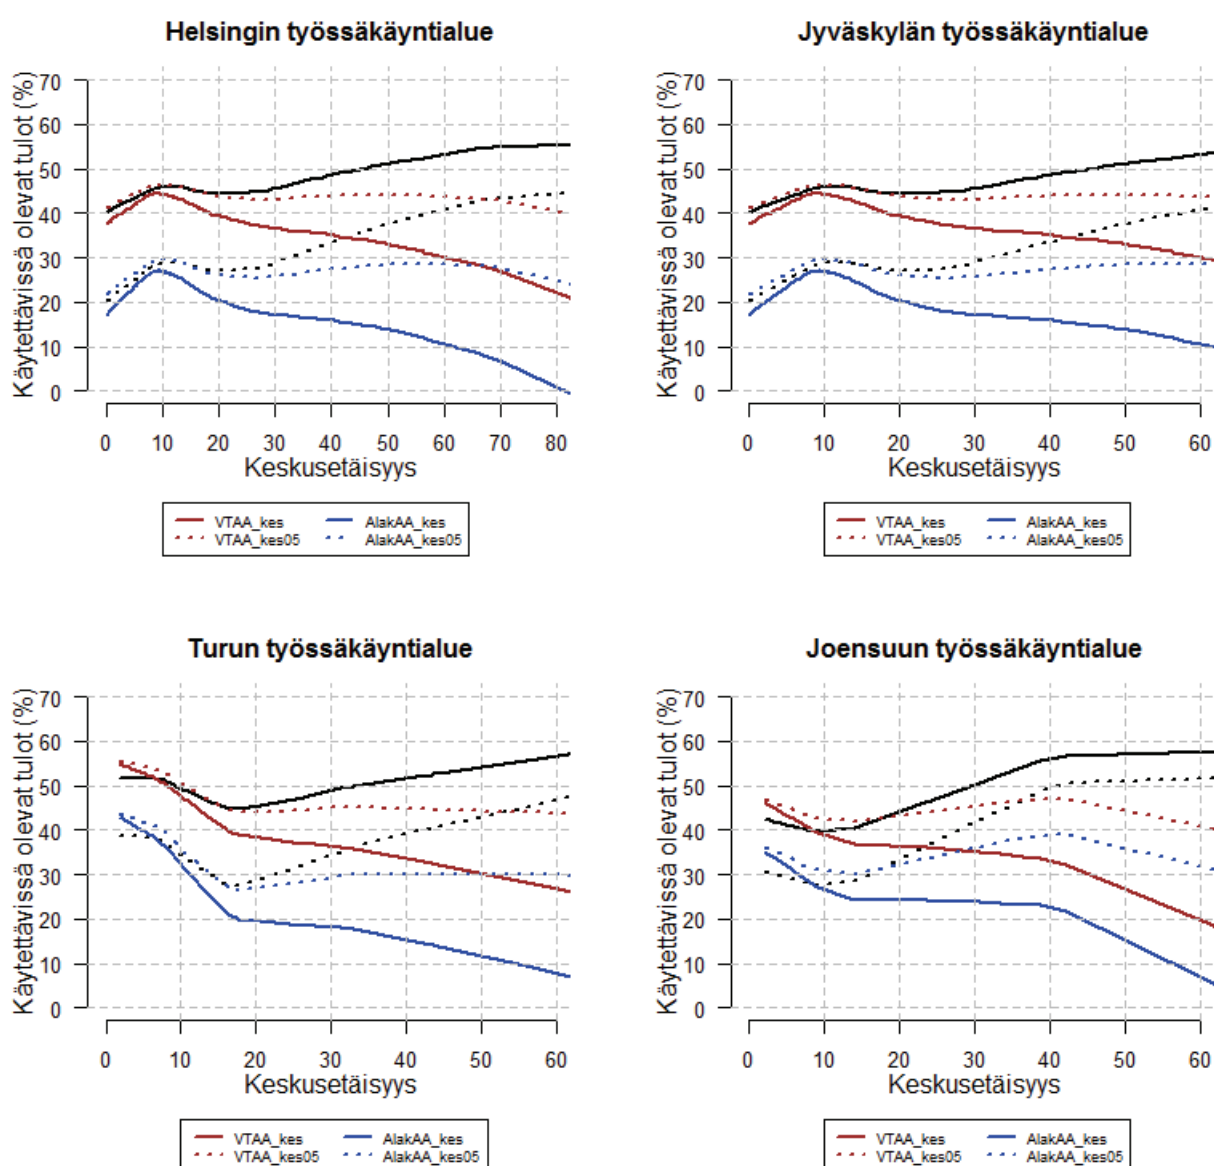 Helsingin työssäkäyntialue
Käytettävissä olevat tulot (%)
70
60
50
40
30
20
10
0
0 10 20 30 40 50 60 70 80
Keskusetäisyys
VTAA_kes AlakAA_kes
VTAA_kes05 AlakAA_kes05
Jyväskylän työssäkäyntialue
Käytettävissä olevat tulot (%)
70
60
50
40
30
20
10
0
0 10 20 30 40 50 60
Keskusetäisyys
VTAA_kes AlakAA_kes
VTAA_kes05 AlakAA_kes05
Turun työssäkäyntialue
Käytettävissä olevat tulot (%)
70
60
50
40
30
20
10
0
0 10 20 30 40 50 60
Keskusetäisyys
VTAA_kes AlakAA_kes
VTAA_kes05 AlakAA_kes05
Joensuun työssäkäyntialue
Käytettävissä olevat tulot (%)
70
60
50
40
30
20
10
0
0 10 20 30 40 50 60
Keskusetäisyys
VTAA_kes AlakAA_kes
VTAA_kes05 AlakAA_kes05